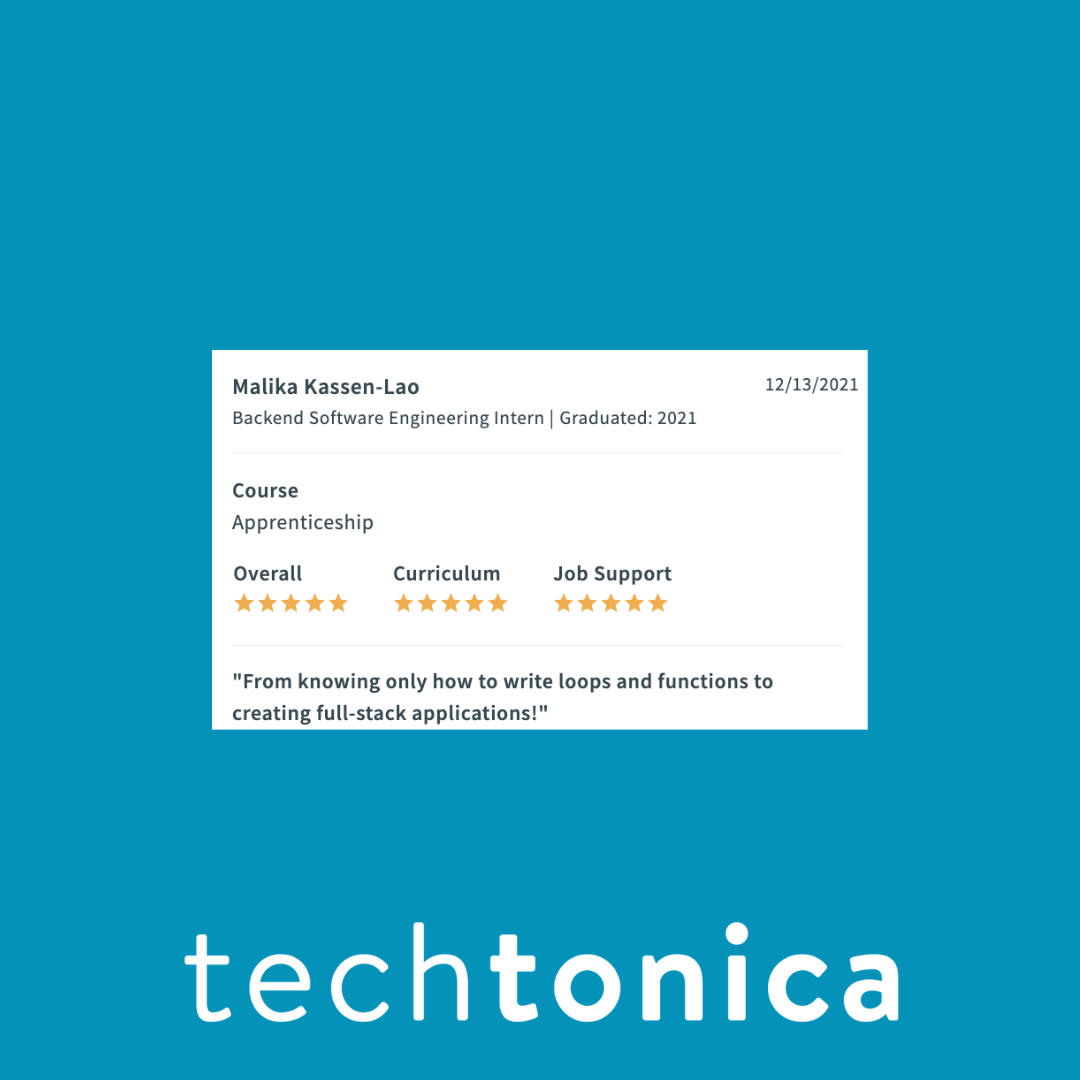 Malika Kassen-Lao
12/13/2021
Backend Software Engineering Intern | Graduated: 2021
Course
Apprenticeship
Overall Curriculum Job Support
"From knowing only how to write loops and functions to
creating full-stack applications!"
techtonica